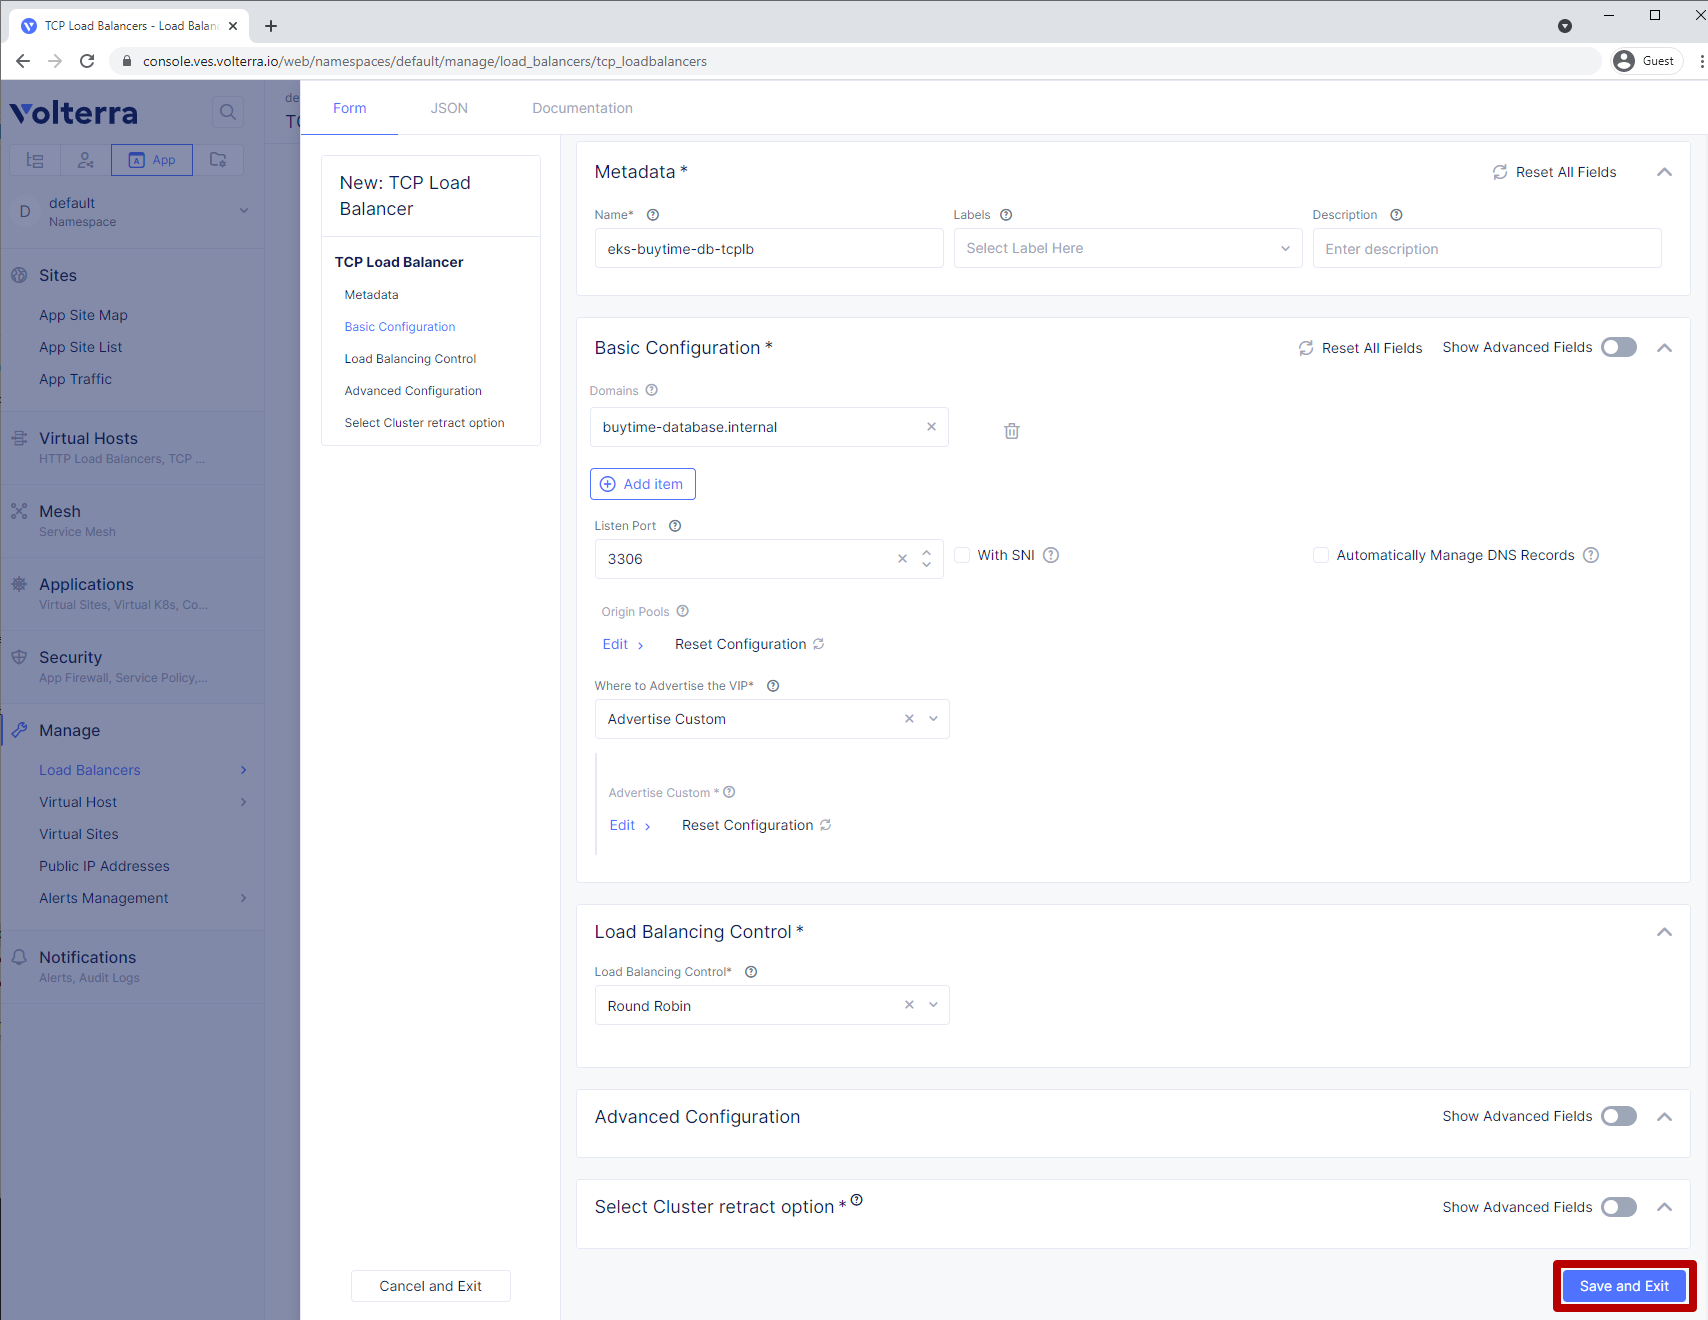 TCP Load Balancers - Load Balan
console.ves.volterra.io/web/namespaces/default/manage/load_balancers/tcp_loadbalancers
Guest
Volterra
App
D
default
Namespace
Sites
App Site Map
App Site List
App Traffic
Virtual Hosts
HTTP Load Balancers, TCP ...
Mesh
Service Mesh
Applications
Virtual Sites, Virtual K8s, Co...
Security
App Firewall, Service Policy,...
Manage
Load Balancers
Virtual Host
Virtual Sites
Public IP Addresses
Alerts Management
Notifications
Alerts, Audit Logs
de
TC
Form JSON Documentation
New: TCP Load
Balancer
TCP Load Balancer
Metadata
Basic Configuration
Load Balancing Control
Advanced Configuration
Select Cluster retract option
Cancel and Exit
Metadata *
Reset All Fields
Name* Labels Description
eks-buytime-db-tcplb Select Label Here Enter description
Basic Configuration *
Reset All Fields Show Advanced Fields
Domains
buytime-database.internal
Add item
Listen Port
3306 With SNI Automatically Manage DNS Records
Origin Pools
Edit Reset Configuration
Where to Advertise the VIP*
Advertise Custom
Advertise Custom *
Edit Reset Configuration
Load Balancing Control *
Load Balancing Control*
Round Robin
Advanced Configuration Show Advanced Fields
Select Cluster retract option * Show Advanced Fields
Save and Exit